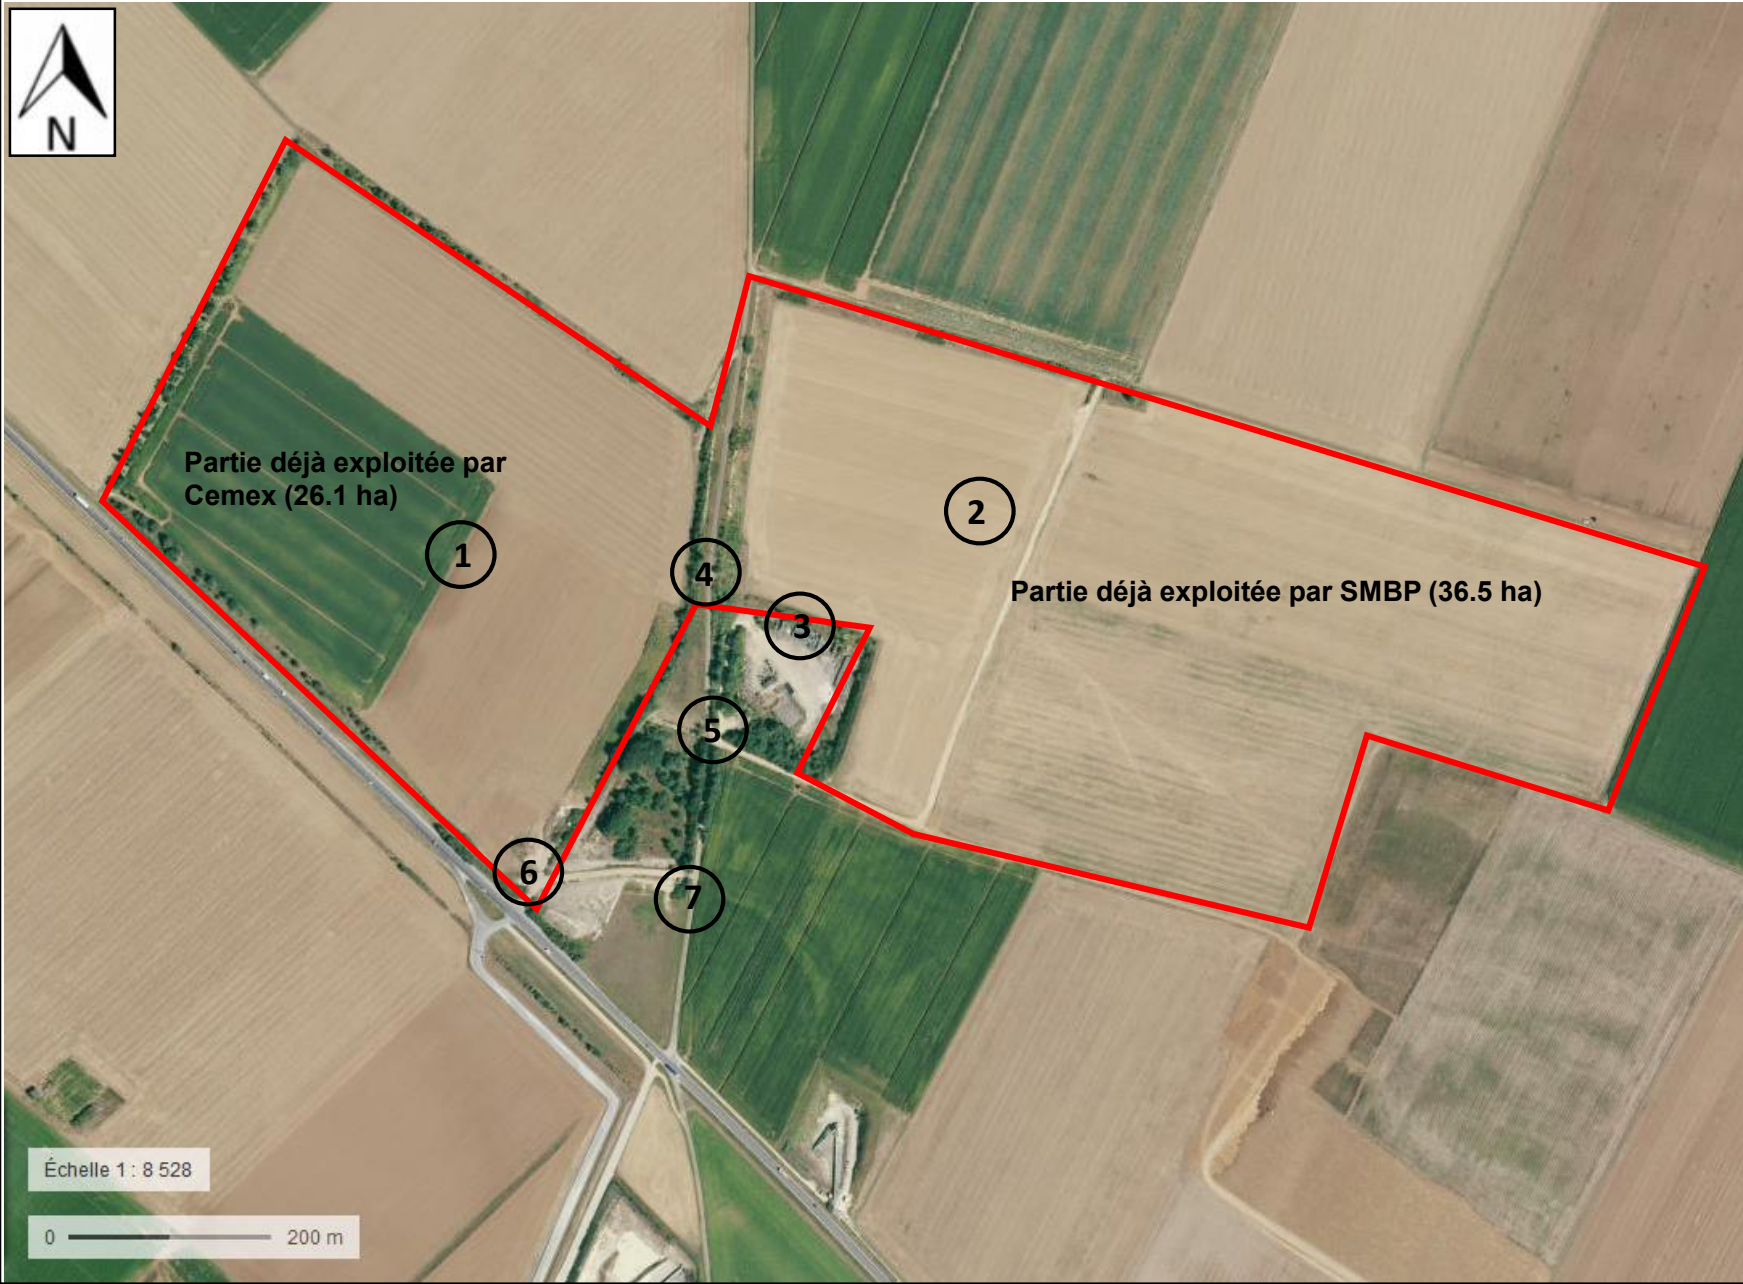 N
Partie déjà exploitée par
Cemex (26.1 ha)
1
2
4
Partie déjà exploitée par SMBP (36.5 ha)
3
5
6
7
Échelle 1 : 8 528
0 200 m